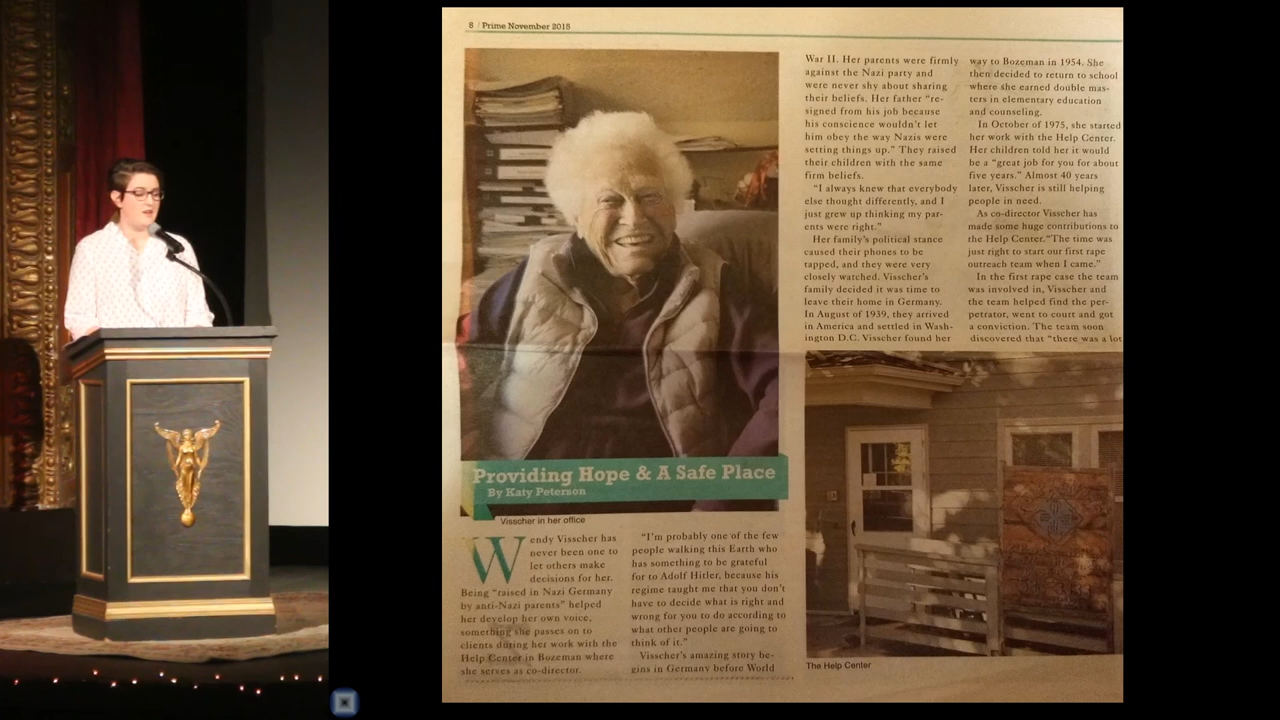 8 / Prime November 2015
Providing Hope & A Safe Place
By Katy Peterson
Visscher in her office
Wendy Visscher has
never been one to
let others make
decisions for her.
Being "raised in Nazi Germany
by anti-Nazi parents" helped
her develop her own voice,
something she passes on to
clients during her work with the
Help Center in Bozeman where
she serves as co-director.
"I'm probably one of the few
people walking this Earth who
has something to be grateful
for to Adolf Hitler, because his
regime taught me that you don't
have to decide what is right and
wrong for you to do according to
what other people are going to
think of it."
Visscher's amazing story be-
gins in Germany before World
War II. Her parents were firmly
against the Nazi party and
were never shy about sharing
their beliefs. Her father "re-
signed from his job because
his conscience wouldn't let
him obey the way Nazis were
setting things up." They raised
their children with the same
firm beliefs.
"I always knew that everybody
else thought differently, and I
just grew up thinking my par-
ents were right."
Her family's political stance
caused their phones to be
tapped, and they were very
closely watched. Visscher's
family decided it was time to
leave their home in Germany.
In August of 1939, they arrived
in America and settled in Wash-
ington D.C. Visscher found her
way to Bozeman in 1954. She
then decided to return to school
where she earned double mas-
ters in elementary education
and counseling.
In October of 1975, she started
her work with the Help Center.
Her children told her it would
be a "great job for you for about
five years." Almost 40 years
later, Visscher is still helping
people in need.
As co-director Visscher has
made some huge contributions to
the Help Center. "The time was
just right to start our first rape
outreach team when I came."
In the first rape case the team
was involved in, Visscher and
the team helped find the per-
petrator, went to court and got
a conviction. The team soon
discovered that "there was a lot
The Help Center